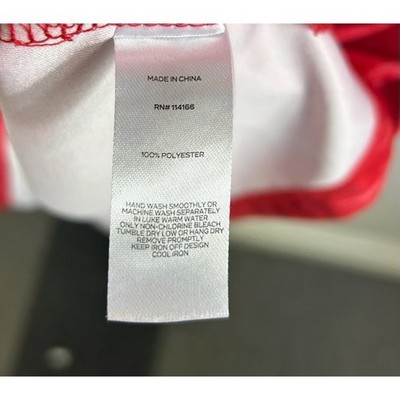 MADE IN CHINA
RN# 114166
100% POLYESTER
HAND WASH SMOOTHLY OR
MACHINE WASH SEPARATELY
IN LUKE WARM WATER
ONLY NON-CHLORINE BLEACH
TUMBLE DRY LOW OR HANG DRY
REMOVE PROMPTLY
KEEP IRON OFF DESIGN
COOL IRON